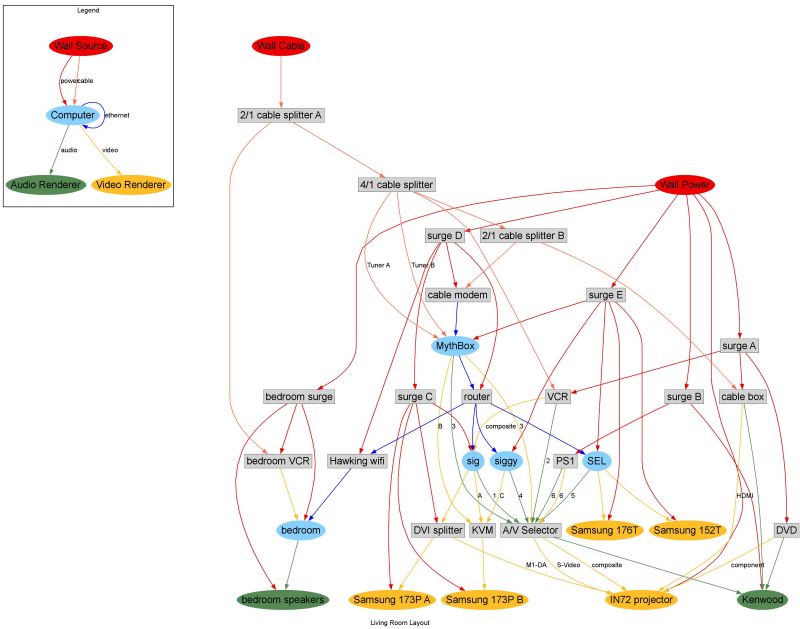 Legend
Wall Source
Wall Cable
power
cable
Computer
ethernet
2/1 cable splitter A
audio
video
Audio Renderer
Video Renderer
4/1 cable splitter
Wall Power
surge D
2/1 cable splitter B
Tuner A
Tuner B
cable modem
surge E
MythBox
surge A
bedroom surge
surge C
router
VCR
surge B
cable box
B
3
composite
3
bedroom VCR
Hawking wifi
sig
siggy
2
PS1
SEL
A
1
C
4
6
6
5
HDMI
bedroom
DVI splitter
KVM
A/V Selector
Samsung 176T
Samsung 152T
DVD
M1-DA
S-Video
composite
component
bedroom speakers
Samsung 173P A
Samsung 173P B
IN72 projector
Kenwood
Living Room Layout